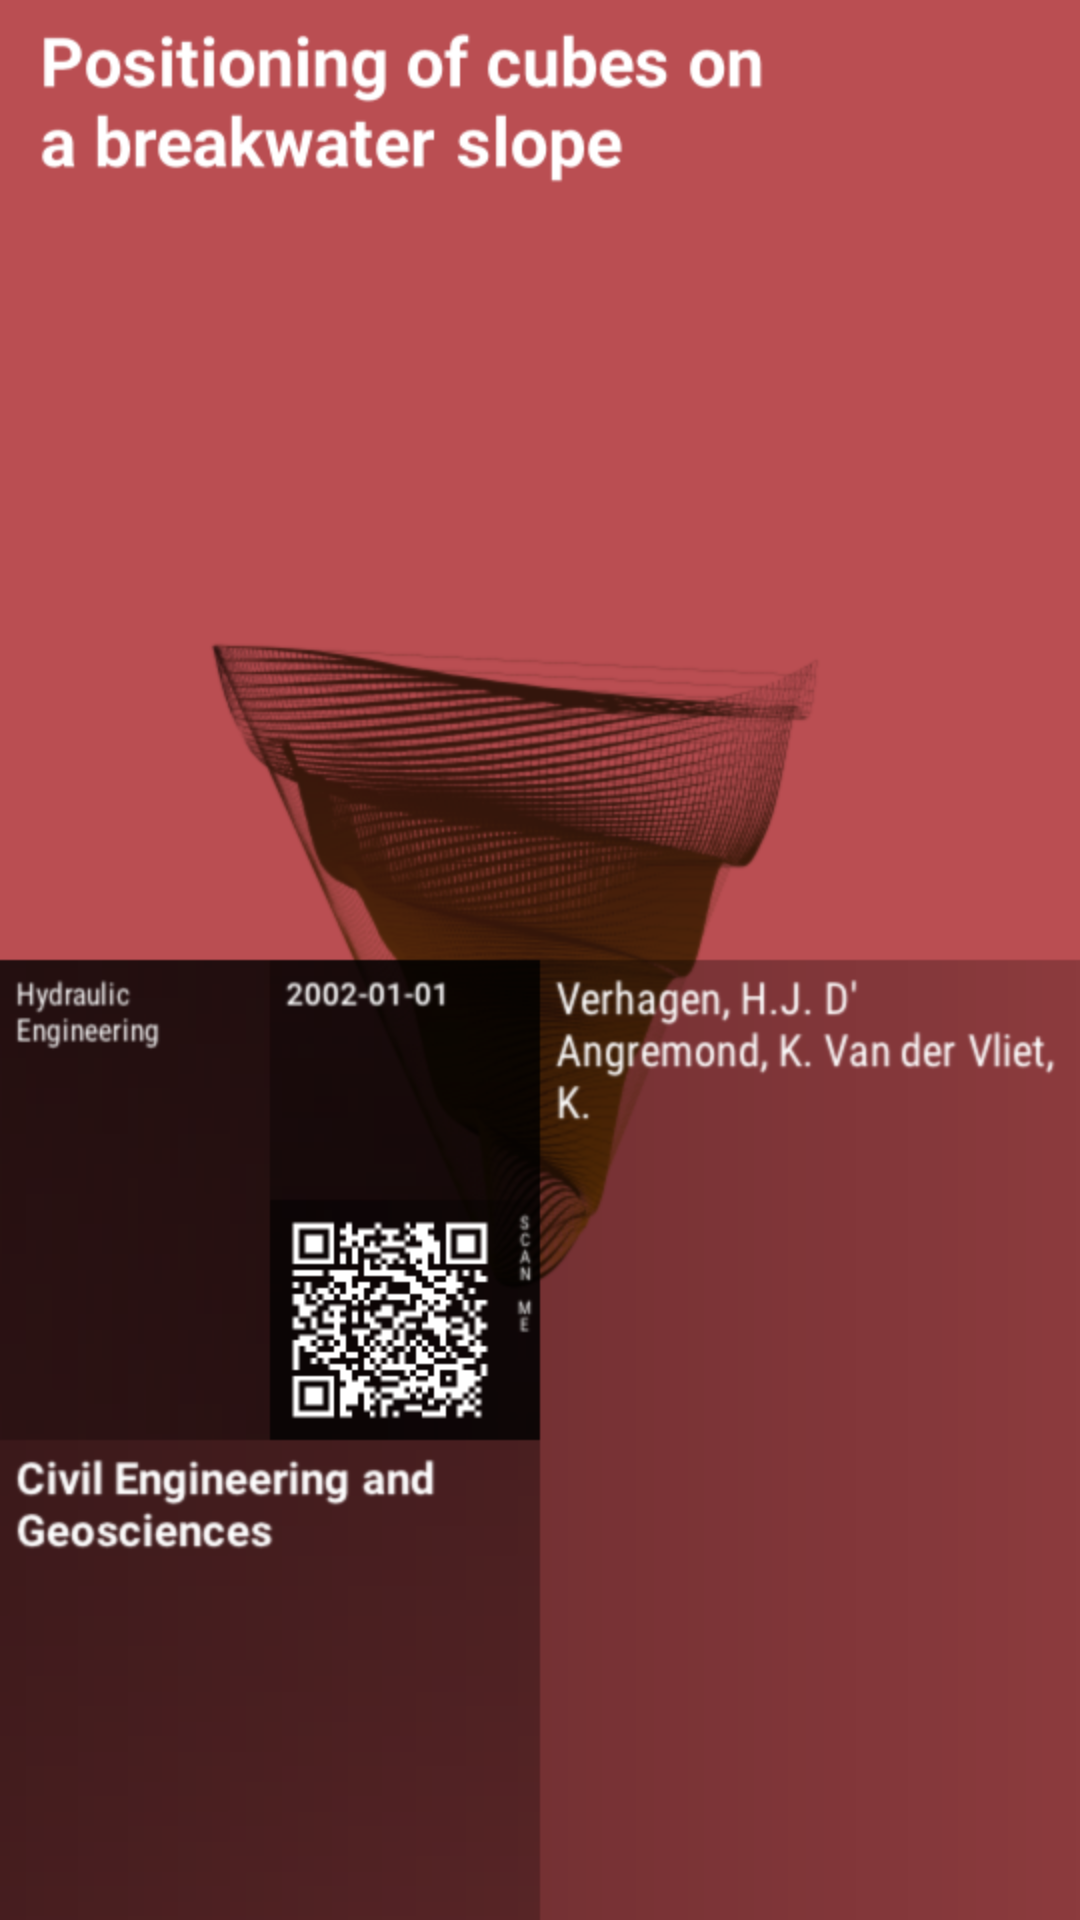 Positioning of cubes on
a breakwater slope
Hydraulic
Engineering
2002-01-01
Verhagen, H.J. D'
Angremond, K. Van der Vliet,
K.
SCAN ME
Civil Engineering and
Geosciences